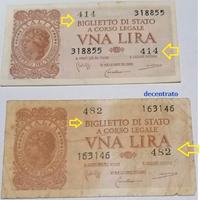 414 318855
BIGLIETTO DI STATO
A CORSO LEGALE
VNA LIRA
318855 414
decentrato
482 163146
BIGLIETTO DI STATO
A CORSO LEGALE
VNA LIRA
163146 482